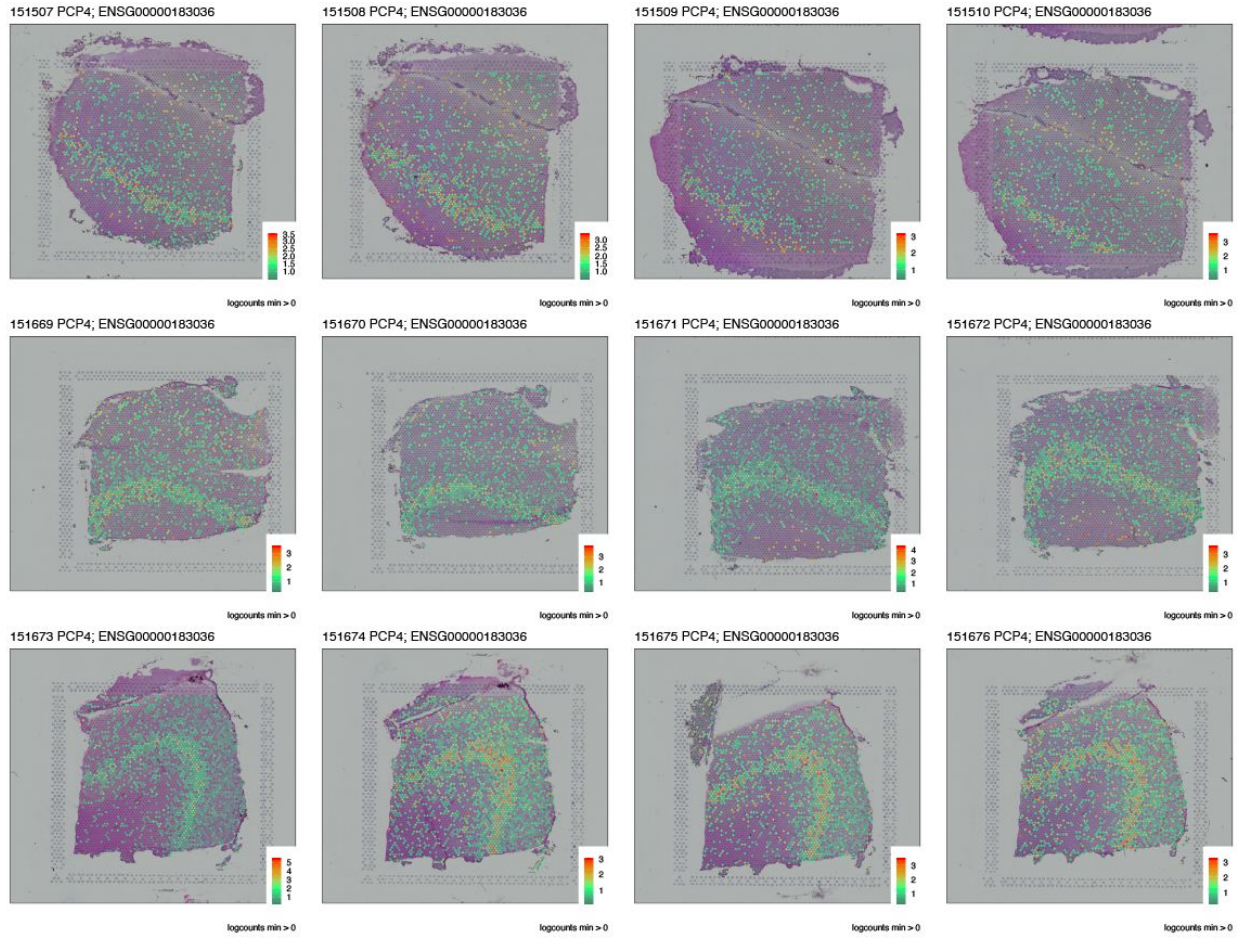 151507 PCP4; ENSG00000183036
3.5
3.0
2.5
2.0
1.5
1.0
logcounts min > 0
151508 PCP4; ENSG00000183036
3.0
2.5
2.0
1.5
1.0
logcounts min > 0
151509 PCP4; ENSG00000183036
3
2
1
logcounts min > 0
151510 PCP4; ENSG00000183036
3
2
1
logcounts min > 0
151669 PCP4; ENSG00000183036
3
2
1
logcounts min > 0
151670 PCP4; ENSG00000183036
3
2
1
logcounts min > 0
151671 PCP4; ENSG00000183036
4
3
2
1
logcounts min > 0
151672 PCP4; ENSG00000183036
3
2
1
logcounts min > 0
151673 PCP4; ENSG00000183036
5
4
3
2
1
logcounts min > 0
151674 PCP4; ENSG00000183036
3
2
1
logcounts min > 0
151675 PCP4; ENSG00000183036
3
2
1
logcounts min > 0
151676 PCP4; ENSG00000183036
3
2
1
logcounts min > 0